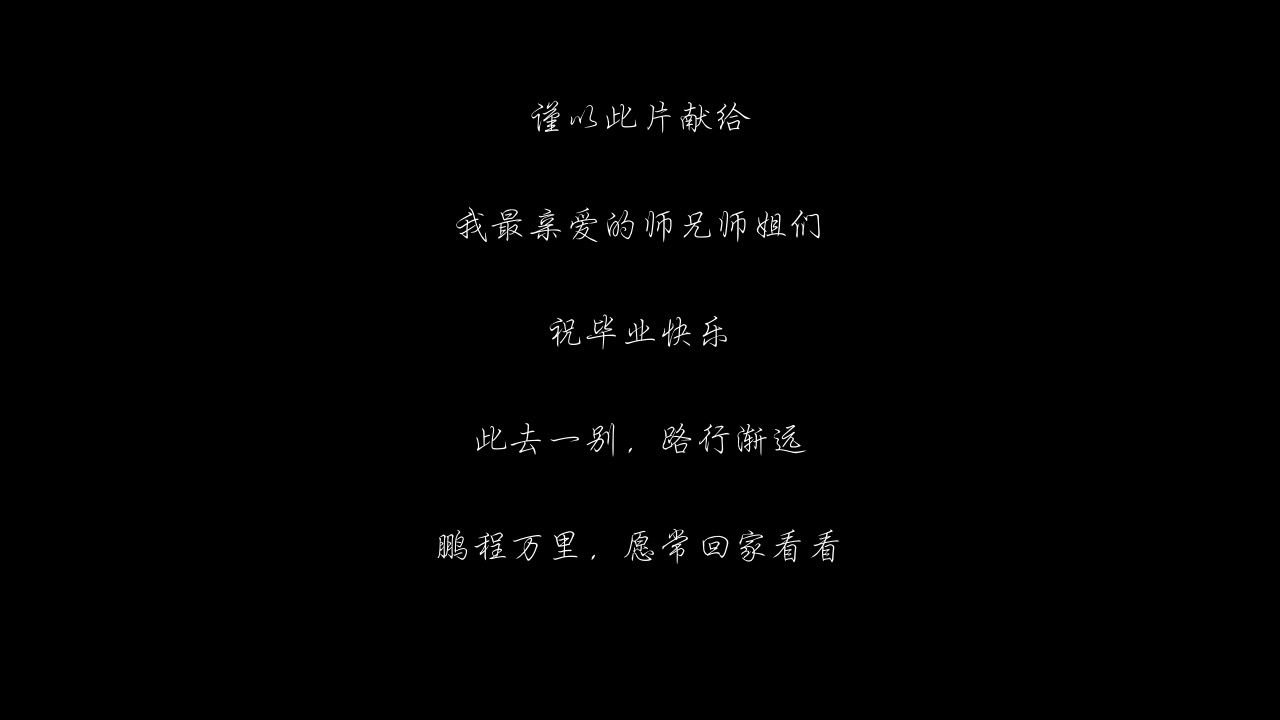 谨以此片献给
我最亲爱的师兄师姐们
祝毕业快乐
此去一别，路行渐远
鹏程万里，愿常回家看看